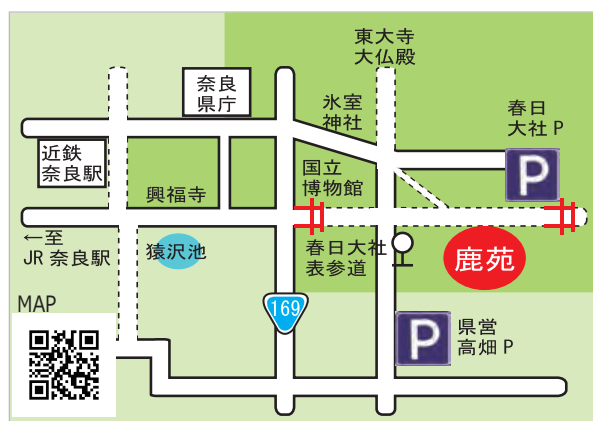 東大寺
大仏殿
奈良
県庁
氷室
神社
春日
大社 P
P
近鉄
奈良駅
国立
博物館
興福寺
←至
JR 奈良駅
猿沢池
春日大社
表参道
鹿苑
MAP
169
P
県営
高畑 P